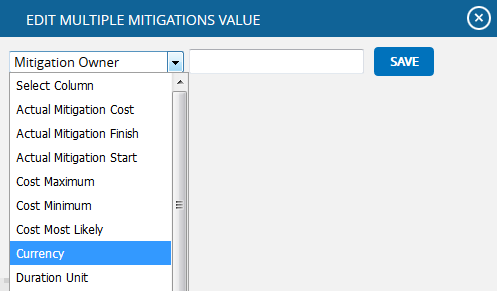 EDIT MULTIPLE MITIGATIONS VALUE
Mitigation Owner SAVE
Select Column
Actual Mitigation Cost
Actual Mitigation Finish
Actual Mitigation Start
Cost Maximum
Cost Minimum
Cost Most Likely
Currency
Duration Unit